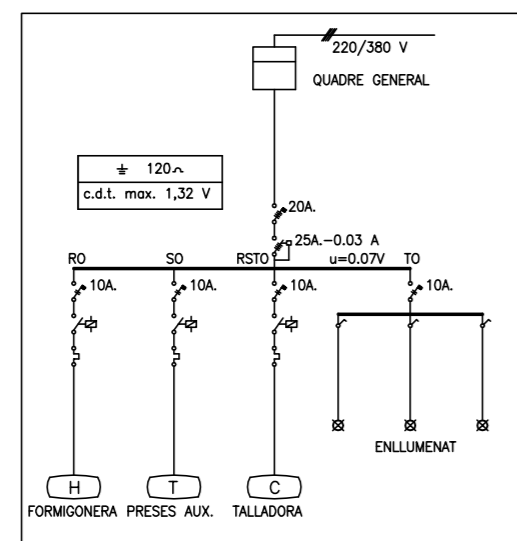 220/380 V
QUADRE GENERAL
120
c.d.t. max. 1,32 V
20A.
25A.-0.03 A
RO SO RSTO u=0.07V TO
10A. 10A. 10A. 10A.
ENLLUMENAT
H T C
FORMIGONERA PRESES AUX. TALLADORA